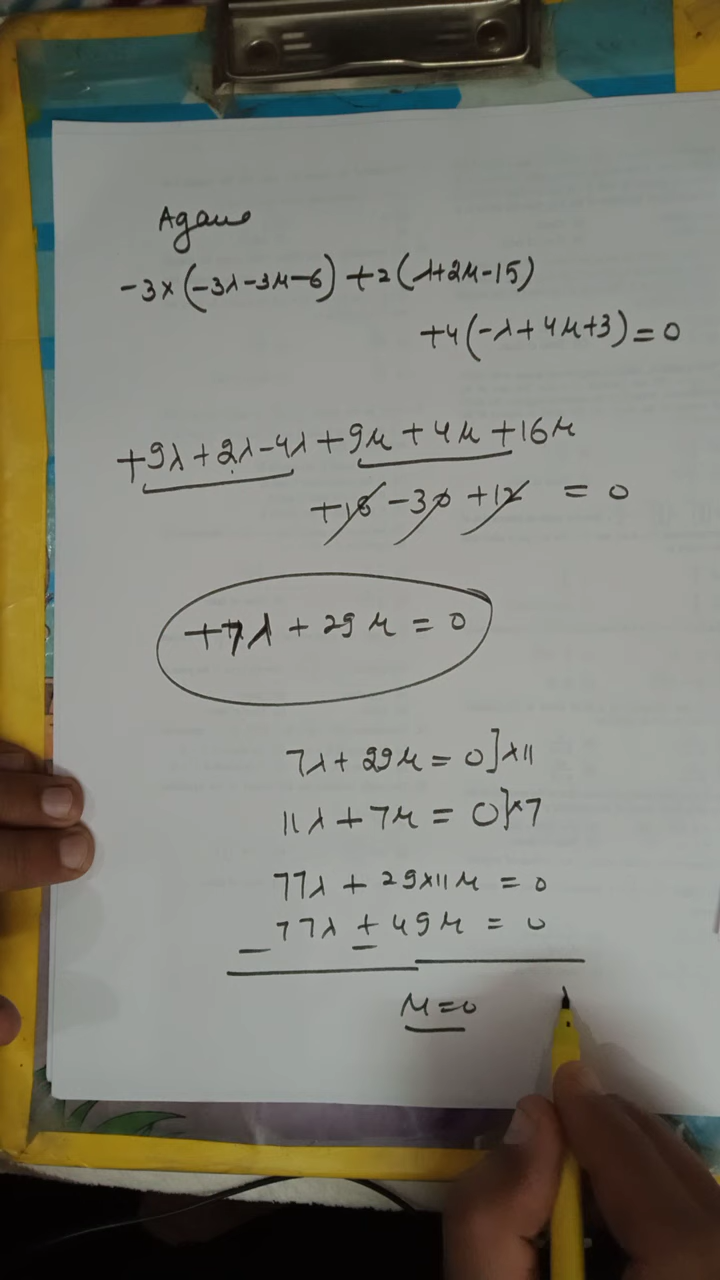 Again
-3×(-3λ-3μ-6)+2(λ+2μ-15)
+4(-λ+4μ+3)=0
+9λ+2λ-4λ+9μ+4μ+16μ
+18-30+12 = 0
+7λ+29μ=0
7λ+29μ=0]×11
11λ+7μ=0}×7
77λ+29×11μ=0
77λ+49μ=0
μ=0